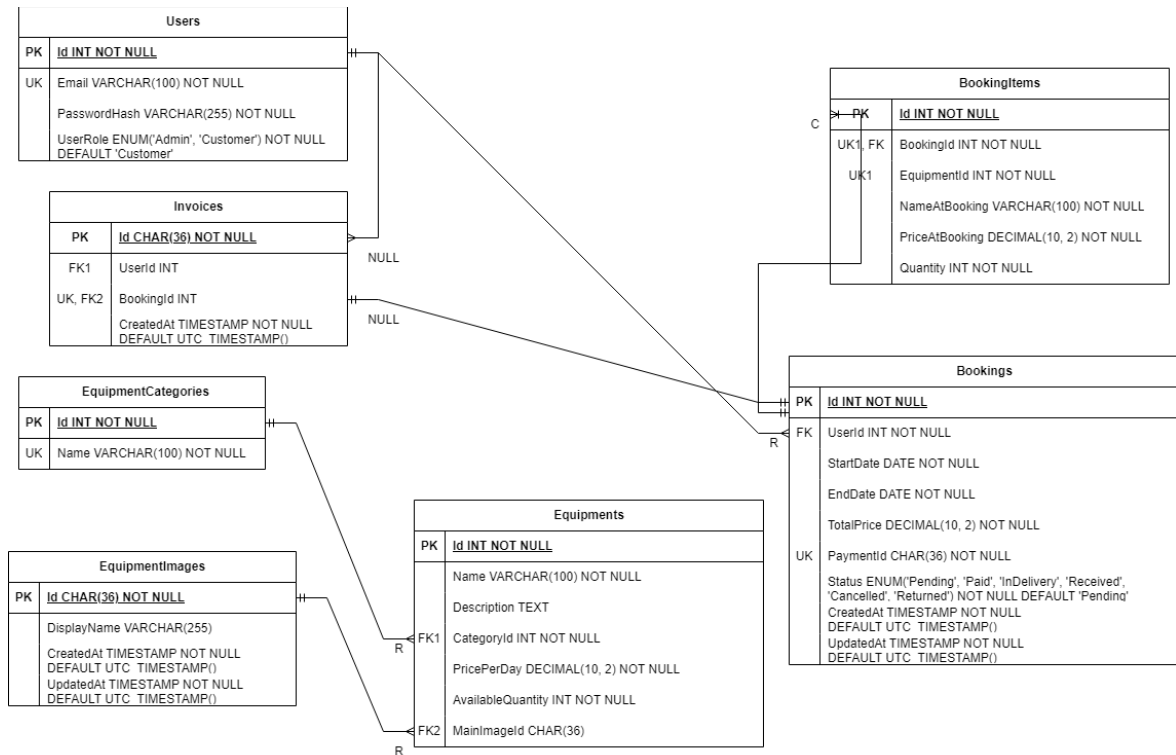 Users
PK Id INT NOT NULL
UK Email VARCHAR(100) NOT NULL
PasswordHash VARCHAR(255) NOT NULL
UserRole ENUM('Admin', 'Customer') NOT NULL
DEFAULT 'Customer'
Invoices
PK Id CHAR(36) NOT NULL
FK1 UserId INT
UK, FK2 BookingId INT
CreatedAt TIMESTAMP NOT NULL
DEFAULT UTC_TIMESTAMP()
NULL
NULL
BookingItems
PK Id INT NOT NULL
C
UK1, FK BookingId INT NOT NULL
UK1 EquipmentId INT NOT NULL
NameAtBooking VARCHAR(100) NOT NULL
PriceAtBooking DECIMAL(10, 2) NOT NULL
Quantity INT NOT NULL
EquipmentCategories
PK Id INT NOT NULL
UK Name VARCHAR(100) NOT NULL
Bookings
PK Id INT NOT NULL
FK UserId INT NOT NULL
R
StartDate DATE NOT NULL
EndDate DATE NOT NULL
TotalPrice DECIMAL(10, 2) NOT NULL
UK PaymentId CHAR(36) NOT NULL
Status ENUM('Pending', 'Paid', 'InDelivery', 'Received',
'Cancelled', 'Returned') NOT NULL DEFAULT 'Pending'
CreatedAt TIMESTAMP NOT NULL
DEFAULT UTC_TIMESTAMP()
UpdatedAt TIMESTAMP NOT NULL
DEFAULT UTC_TIMESTAMP()
EquipmentImages
PK Id CHAR(36) NOT NULL
DisplayName VARCHAR(255)
CreatedAt TIMESTAMP NOT NULL
DEFAULT UTC_TIMESTAMP()
UpdatedAt TIMESTAMP NOT NULL
DEFAULT UTC_TIMESTAMP()
Equipments
PK Id INT NOT NULL
Name VARCHAR(100) NOT NULL
Description TEXT
FK1 CategoryId INT NOT NULL
R
PricePerDay DECIMAL(10, 2) NOT NULL
AvailableQuantity INT NOT NULL
FK2 MainImageId CHAR(36)
R